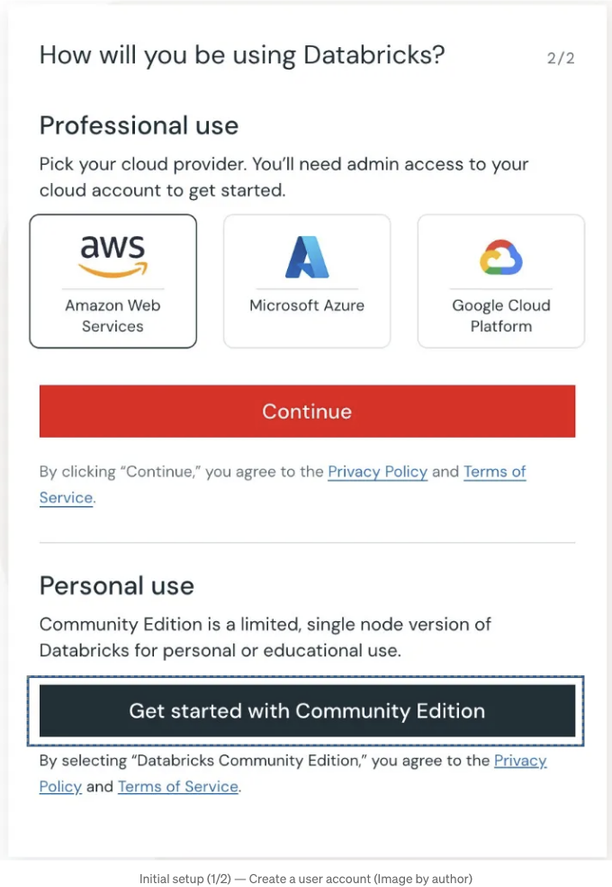 How will you be using Databricks?
2/2
Professional use
Pick your cloud provider. You’ll need admin access to your
cloud account to get started.
aws
Amazon Web
Services
Microsoft Azure
Google Cloud
Platform
Continue
By clicking “Continue,” you agree to the Privacy Policy and Terms of
Service.
Personal use
Community Edition is a limited, single node version of
Databricks for personal or educational use.
Get started with Community Edition
By selecting “Databricks Community Edition,” you agree to the Privacy
Policy and Terms of Service.
Initial setup (1/2) — Create a user account (Image by author)